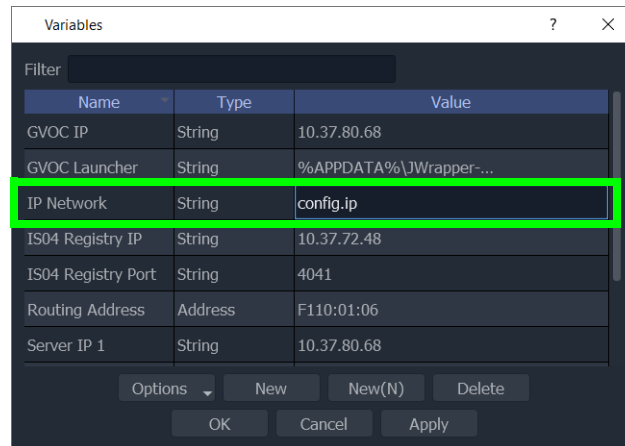 Variables ?
Filter
Name Type Value
GVOC IP String 10.37.80.68
GVOC Launcher String %APPDATA%\JWrapper-...
IP Network String config.ip
IS04 Registry IP String 10.37.72.48
IS04 Registry Port String 4041
Routing Address Address F110:01:06
Server IP 1 String 10.37.80.68
Options New New(N) Delete
OK Cancel Apply